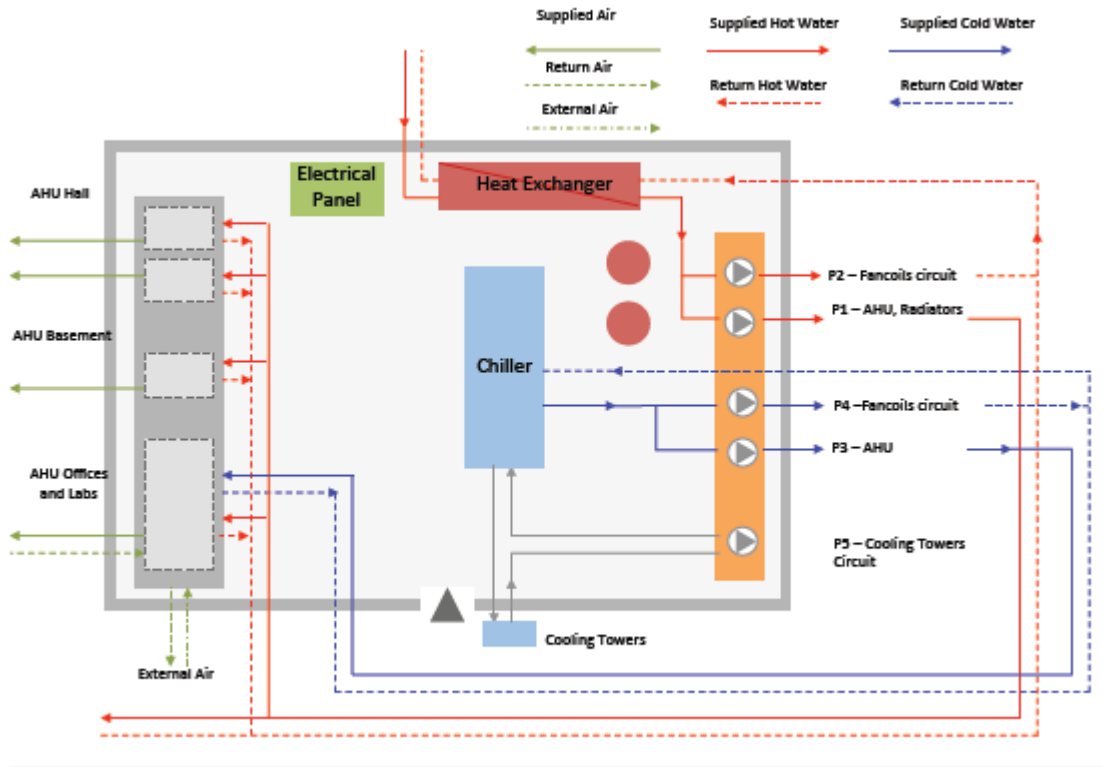 Supplied Air
Supplied Hot Water
Supplied Cold Water
Return Air
Return Hot Water
Return Cold Water
External Air
AHU Hall
Electrical
Panel
Heat Exchanger
P2 – Fancoils circuit
P1 – AHU, Radiators
AHU Basement
Chiller
P4 –Fancoils circuit
P3 – AHU
AHU Offices
and Labs
P5 – Cooling Towers
Circuit
Cooling Towers
External Air